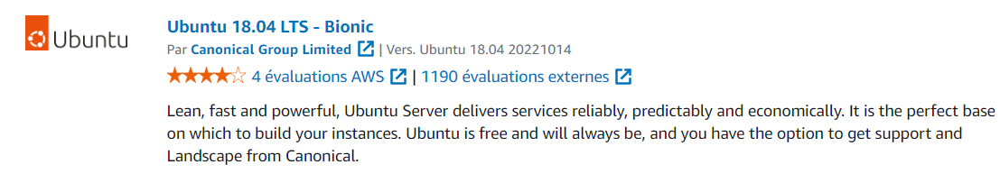 Ubuntu
Ubuntu 18.04 LTS - Bionic
Par Canonical Group Limited | Vers. Ubuntu 18.04 20221014
4 évaluations AWS | 1190 évaluations externes
Lean, fast and powerful, Ubuntu Server delivers services reliably, predictably and economically. It is the perfect base
on which to build your instances. Ubuntu is free and will always be, and you have the option to get support and
Landscape from Canonical.